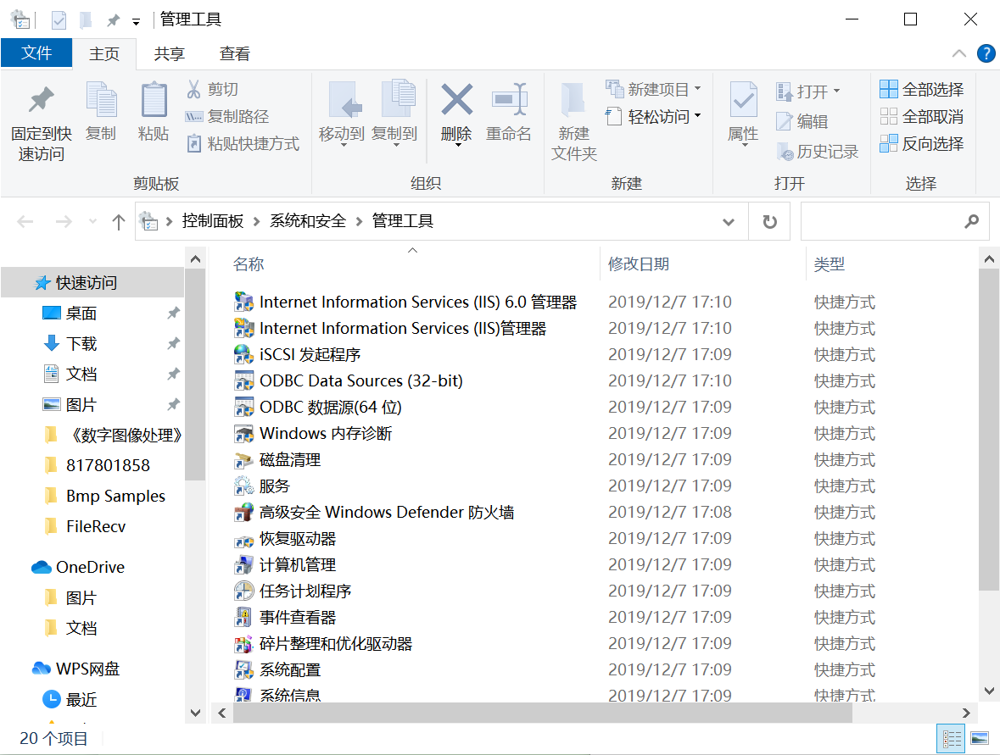 管理工具
文件 主页 共享 查看
固定到快速访问
复制
粘贴
剪切
复制路径
粘贴快捷方式
剪贴板
移动到
复制到
删除
重命名
组织
新建文件夹
新建项目
轻松访问
新建
属性
打开
编辑
历史记录
打开
全部选择
全部取消
反向选择
选择
控制面板 > 系统和安全 > 管理工具
快速访问
桌面
下载
文档
图片
《数字图像处理》
817801858
Bmp Samples
FileRecv
OneDrive
图片
文档
WPS网盘
最近
名称 修改日期 类型
Internet Information Services (IIS) 6.0 管理器 2019/12/7 17:10 快捷方式
Internet Information Services (IIS)管理器 2019/12/7 17:10 快捷方式
iSCSI 发起程序 2019/12/7 17:09 快捷方式
ODBC Data Sources (32-bit) 2019/12/7 17:10 快捷方式
ODBC 数据源(64 位) 2019/12/7 17:09 快捷方式
Windows 内存诊断 2019/12/7 17:09 快捷方式
磁盘清理 2019/12/7 17:09 快捷方式
服务 2019/12/7 17:09 快捷方式
高级安全 Windows Defender 防火墙 2019/12/7 17:08 快捷方式
恢复驱动器 2019/12/7 17:09 快捷方式
计算机管理 2019/12/7 17:09 快捷方式
任务计划程序 2019/12/7 17:09 快捷方式
事件查看器 2019/12/7 17:09 快捷方式
碎片整理和优化驱动器 2019/12/7 17:09 快捷方式
系统配置 2019/12/7 17:09 快捷方式
系统信息 2019/12/7 17:09 快捷方式
20 个项目